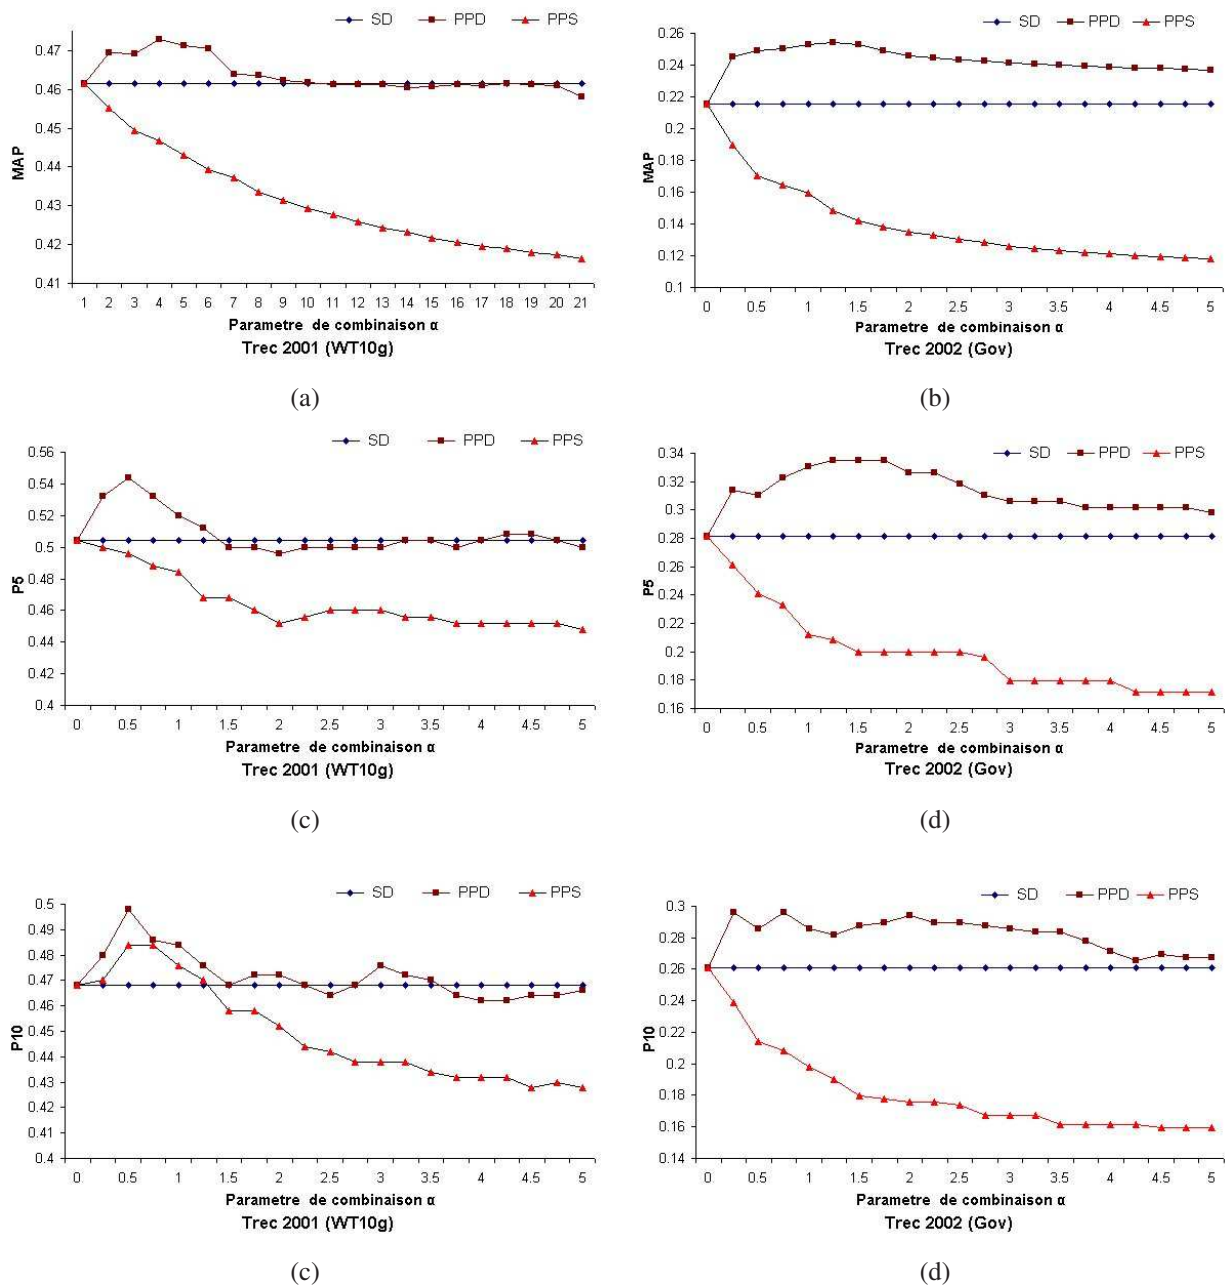 SD PPD PPS
0.47
0.46
0.45
0.44
0.43
0.42
0.41
MAP
1 2 3 4 5 6 7 8 9 10 11 12 13 14 15 16 17 18 19 20 21
Parametre de combinaison α
Trec 2001 (WT10g)
(a)
SD PPD PPS
0.26
0.24
0.22
0.2
0.18
0.16
0.14
0.12
0.1
MAP
0 0.5 1 1.5 2 2.5 3 3.5 4 4.5 5
Parametre de combinaison α
Trec 2002 (Gov)
(b)
SD PPD PPS
0.56
0.54
0.52
0.5
0.48
0.46
0.44
0.42
0.4
P5
0 0.5 1 1.5 2 2.5 3 3.5 4 4.5 5
Parametre de combinaison α
Trec 2001 (WT10g)
(c)
SD PPD PPS
0.34
0.32
0.3
0.28
0.26
0.24
0.22
0.2
0.18
0.16
P5
0 0.5 1 1.5 2 2.5 3 3.5 4 4.5 5
Parametre de combinaison α
Trec 2002 (Gov)
(d)
SD PPD PPS
0.5
0.49
0.48
0.47
0.46
0.45
0.44
0.43
0.42
0.41
0.4
P10
0 0.5 1 1.5 2 2.5 3 3.5 4 4.5 5
Parametre de combinaison α
Trec 2001 (WT10g)
(c)
SD PPD PPS
0.3
0.28
0.26
0.24
0.22
0.2
0.18
0.16
0.14
P10
0 0.5 1 1.5 2 2.5 3 3.5 4 4.5 5
Parametre de combinaison α
Trec 2002 (Gov)
(d)